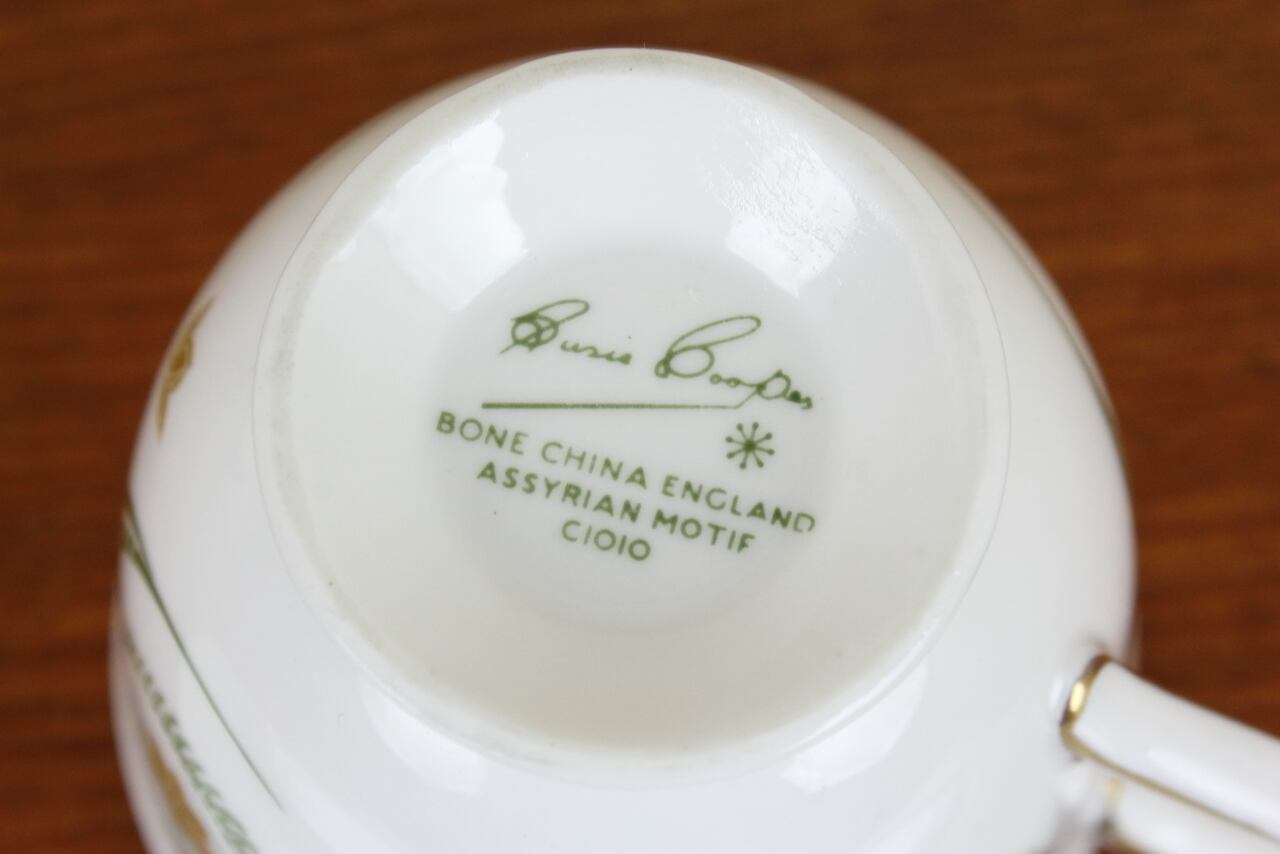 Susie Cooper
BONE CHINA ENGLAND
ASSYRIAN MOTIF
C1010